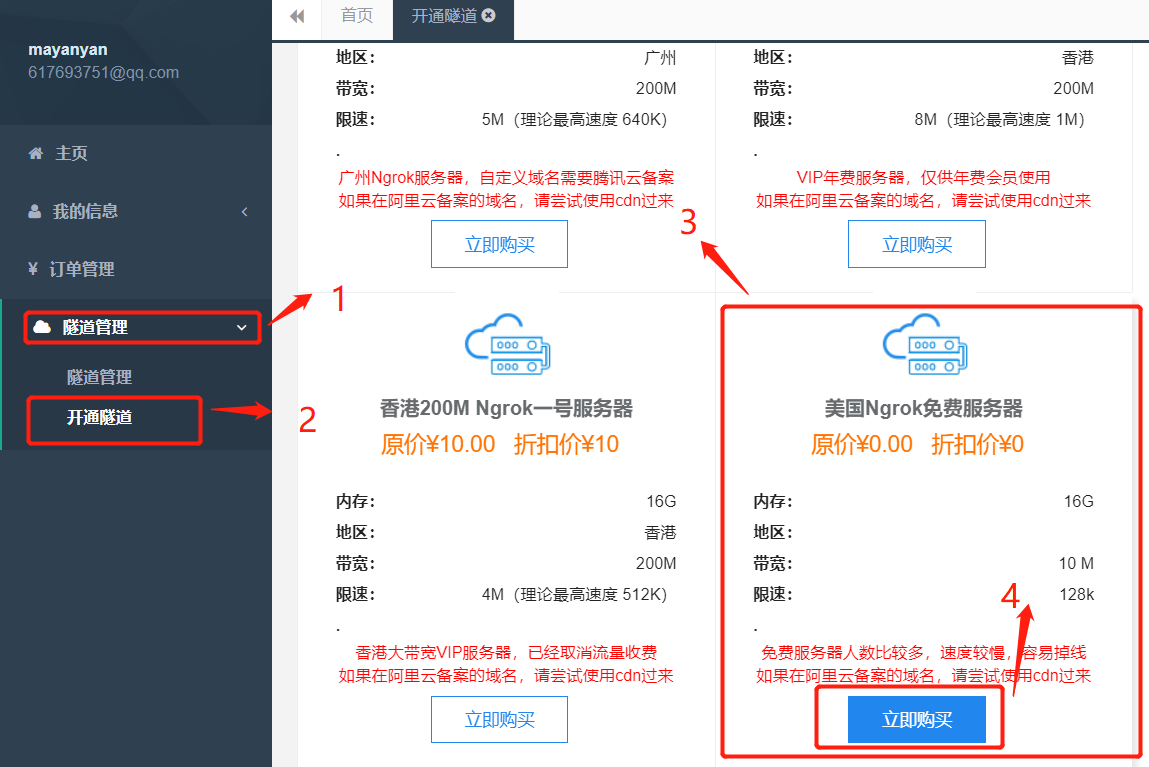 mayanyan
617693751@qq.com
主页
我的信息
¥ 订单管理
隧道管理
隧道管理
开通隧道
首页
开通隧道
地区：
广州
带宽：
200M
限速：
5M（理论最高速度 640K）
.
广州Ngrok服务器，自定义域名需要腾讯云备案
如果在阿里云备案的域名，请尝试使用cdn过来
立即购买
地区：
香港
带宽：
200M
限速：
8M（理论最高速度 1M）
.
VIP年费服务器，仅供年费会员使用
如果在阿里云备案的域名，请尝试使用cdn过来
立即购买
1
2
3
香港200M Ngrok一号服务器
原价¥10.00 折扣价¥10
内存：
16G
地区：
香港
带宽：
200M
限速：
4M（理论最高速度 512K）
.
香港大带宽VIP服务器，已经取消流量收费
如果在阿里云备案的域名，请尝试使用cdn过来
立即购买
美国Ngrok免费服务器
原价¥0.00 折扣价¥0
内存：
16G
地区：
带宽：
10 M
限速：
128k
4
.
免费服务器人数比较多，速度较慢，容易掉线
如果在阿里云备案的域名，请尝试使用cdn过来
立即购买